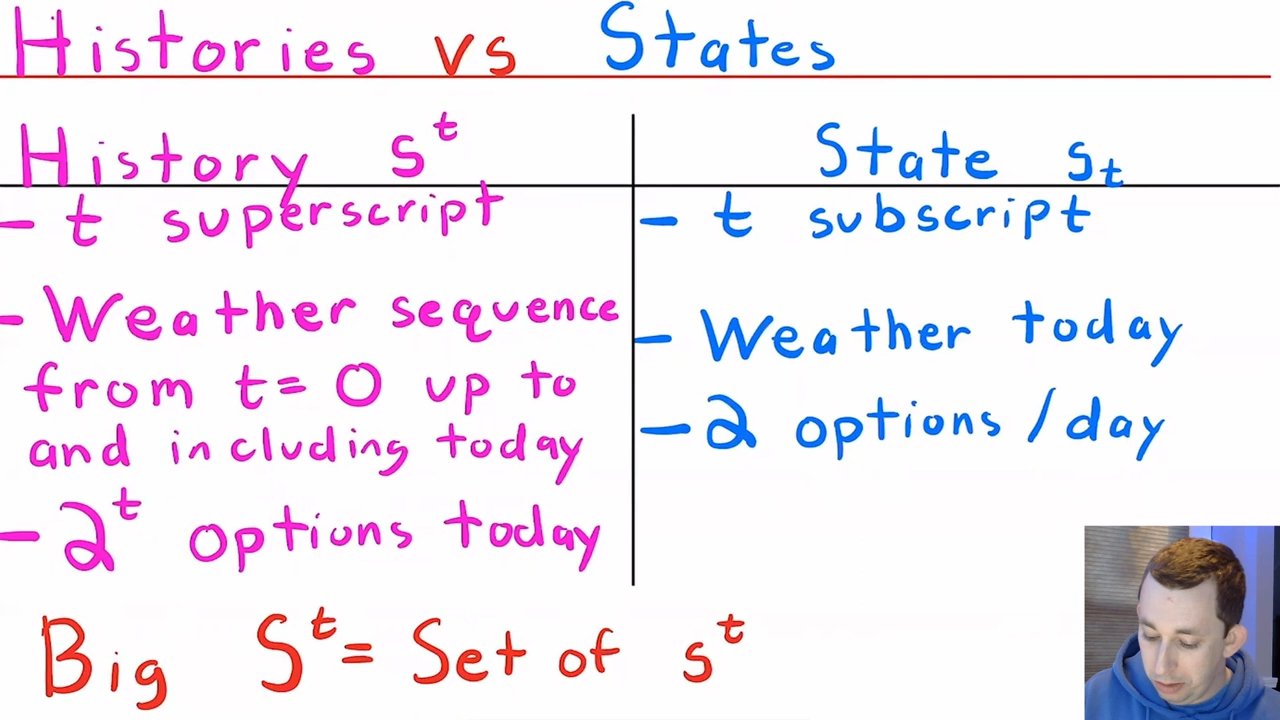 Histories vs States
History s^t
- t superscript
- Weather sequence
from t = 0 up to
and including today
- 2^t options today
State s_t
- t subscript
- Weather today
- 2 options / day
Big S^t = Set of s^t